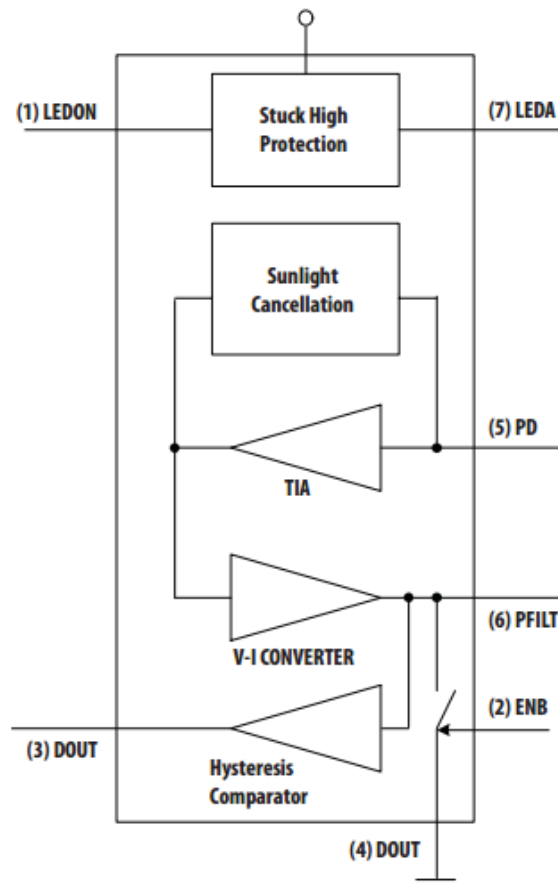 (1) LEDON
Stuck High
Protection
(7) LEDA
Sunlight
Cancellation
(5) PD
TIA
(6) PFILT
V-I CONVERTER
(2) ENB
(3) DOUT
Hysteresis
Comparator
(4) DOUT